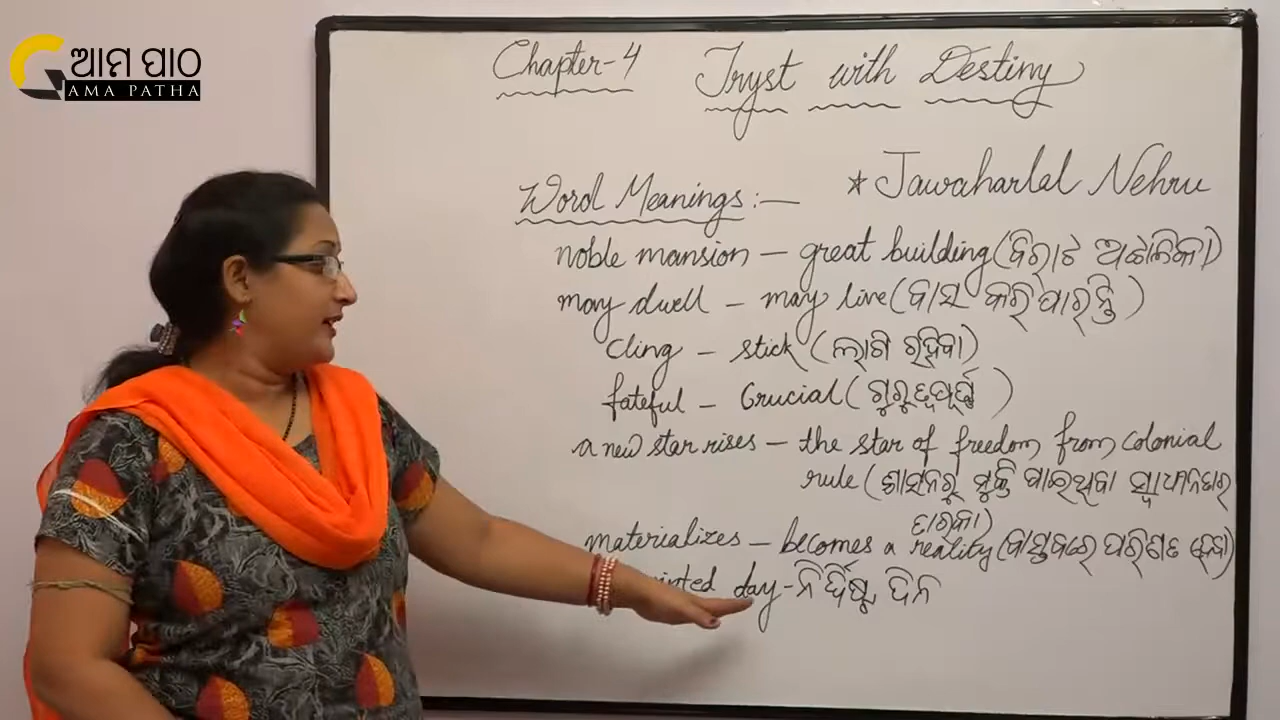 ଆମ ପାଠ
AMA PATHA
Chapter-4 Tryst with Destiny
* Jawaharlal Nehru
Word Meanings :—
noble mansion — great building (ବିରାଟ ଅଟ୍ଟାଳିକା)
may dwell — may live (ବାସ କରିପାରନ୍ତି)
cling — stick (ଲାଗି ରହିବା)
fateful — Crucial (ଗୁରୁତ୍ୱପୂର୍ଣ୍ଣ)
a new star rises — the star of freedom from colonial
rule (ଶାସନରୁ ମୁକ୍ତି ପାଇଥିବା ସ୍ୱାଧୀନତାର
ତାରକା)
materializes — becomes a reality (ବାସ୍ତବରେ ପରିଣତ ହେବା)
day - ନିର୍ଦ୍ଦିଷ୍ଟ ଦିନ